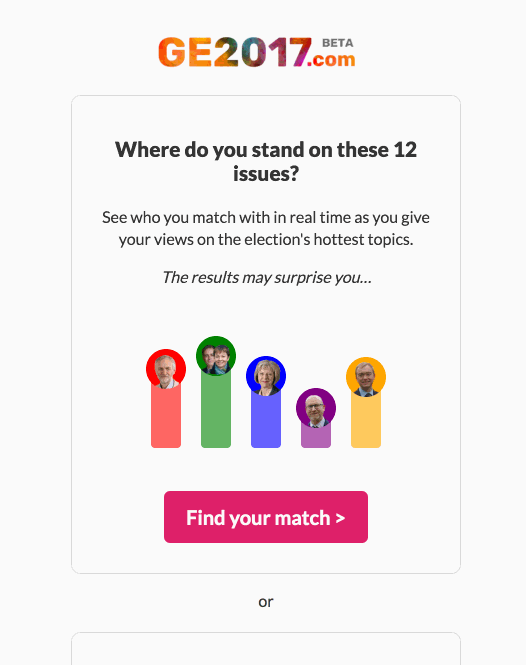 GE2017.com BETA
Where do you stand on these 12
issues?
See who you match with in real time as you give
your views on the election's hottest topics.
The results may surprise you...
Find your match >
or